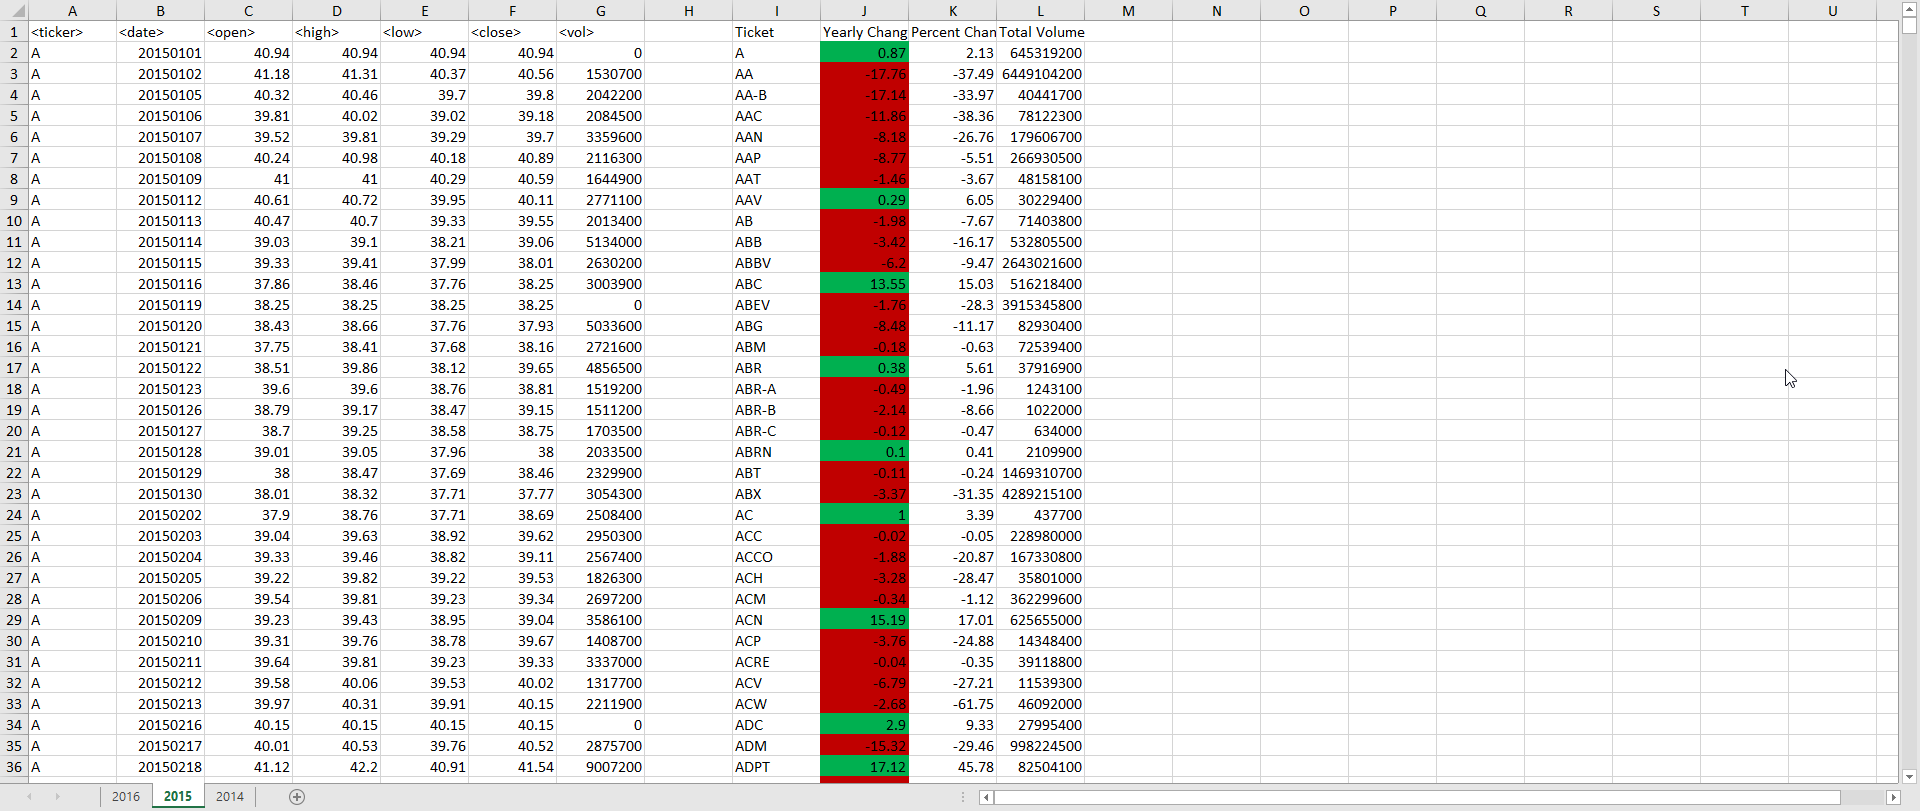 A B C D E F G H I J K L M N O P Q R S T U
1 <ticker> <date> <open> <high> <low> <close> <vol> Ticket Yearly Chang Percent Chan Total Volume
2 A 20150101 40.94 40.94 40.94 40.94 0 A 0.87 2.13 645319200
3 A 20150102 41.18 41.31 40.37 40.56 1530700 AA -17.76 -37.49 6449104200
4 A 20150105 40.32 40.46 39.7 39.8 2042200 AA-B -17.14 -33.97 40441700
5 A 20150106 39.81 40.02 39.02 39.18 2084500 AAC -11.86 -38.36 78122300
6 A 20150107 39.52 39.81 39.29 39.7 3359600 AAN -8.18 -26.76 179606700
7 A 20150108 40.24 40.98 40.18 40.89 2116300 AAP -8.77 -5.51 266930500
8 A 20150109 41 41 40.29 40.59 1644900 AAT -1.46 -3.67 48158100
9 A 20150112 40.61 40.72 39.95 40.11 2771100 AAV 0.29 6.05 30229400
10 A 20150113 40.47 40.7 39.33 39.55 2013400 AB -1.98 -7.67 71403800
11 A 20150114 39.03 39.1 38.21 39.06 5134000 ABB -3.42 -16.17 532805500
12 A 20150115 39.33 39.41 37.99 38.01 2630200 ABBV -6.2 -9.47 2643021600
13 A 20150116 37.86 38.46 37.76 38.25 3003900 ABC 13.55 15.03 516218400
14 A 20150119 38.25 38.25 38.25 38.25 0 ABEV -1.76 -28.3 3915345800
15 A 20150120 38.43 38.66 37.76 37.93 5033600 ABG -8.48 -11.17 82930400
16 A 20150121 37.75 38.41 37.68 38.16 2721600 ABM -0.18 -0.63 72539400
17 A 20150122 38.51 39.86 38.12 39.65 4856500 ABR 0.38 5.61 37916900
18 A 20150123 39.6 39.6 38.76 38.81 1519200 ABR-A -0.49 -1.96 1243100
19 A 20150126 38.79 39.17 38.47 39.15 1511200 ABR-B -2.14 -8.66 1022000
20 A 20150127 38.7 39.25 38.58 38.75 1703500 ABR-C -0.12 -0.47 634000
21 A 20150128 39.01 39.05 37.96 38 2033500 ABRN 0.1 0.41 2109900
22 A 20150129 38 38.47 37.69 38.46 2329900 ABT -0.11 -0.24 1469310700
23 A 20150130 38.01 38.32 37.71 37.77 3054300 ABX -3.37 -31.35 4289215100
24 A 20150202 37.9 38.76 37.71 38.69 2508400 AC 1 3.39 437700
25 A 20150203 39.04 39.63 38.92 39.62 2950300 ACC -0.02 -0.05 228980000
26 A 20150204 39.33 39.46 38.82 39.11 2567400 ACCO -1.88 -20.87 167330800
27 A 20150205 39.22 39.82 39.22 39.53 1826300 ACH -3.28 -28.47 35801000
28 A 20150206 39.54 39.81 39.23 39.34 2697200 ACM -0.34 -1.12 362299600
29 A 20150209 39.23 39.43 38.95 39.04 3586100 ACN 15.19 17.01 625655000
30 A 20150210 39.31 39.76 38.78 39.67 1408700 ACP -3.76 -24.88 14348400
31 A 20150211 39.64 39.81 39.23 39.33 3337000 ACRE -0.04 -0.35 39118800
32 A 20150212 39.58 40.06 39.53 40.02 1317700 ACV -6.79 -27.21 11539300
33 A 20150213 39.97 40.31 39.91 40.15 2211900 ACW -2.68 -61.75 46092000
34 A 20150216 40.15 40.15 40.15 40.15 0 ADC 2.9 9.33 27995400
35 A 20150217 40.01 40.53 39.76 40.52 2875700 ADM -15.32 -29.46 998224500
36 A 20150218 41.12 42.2 40.91 41.54 9007200 ADPT 17.12 45.78 82504100
2016 2015 2014